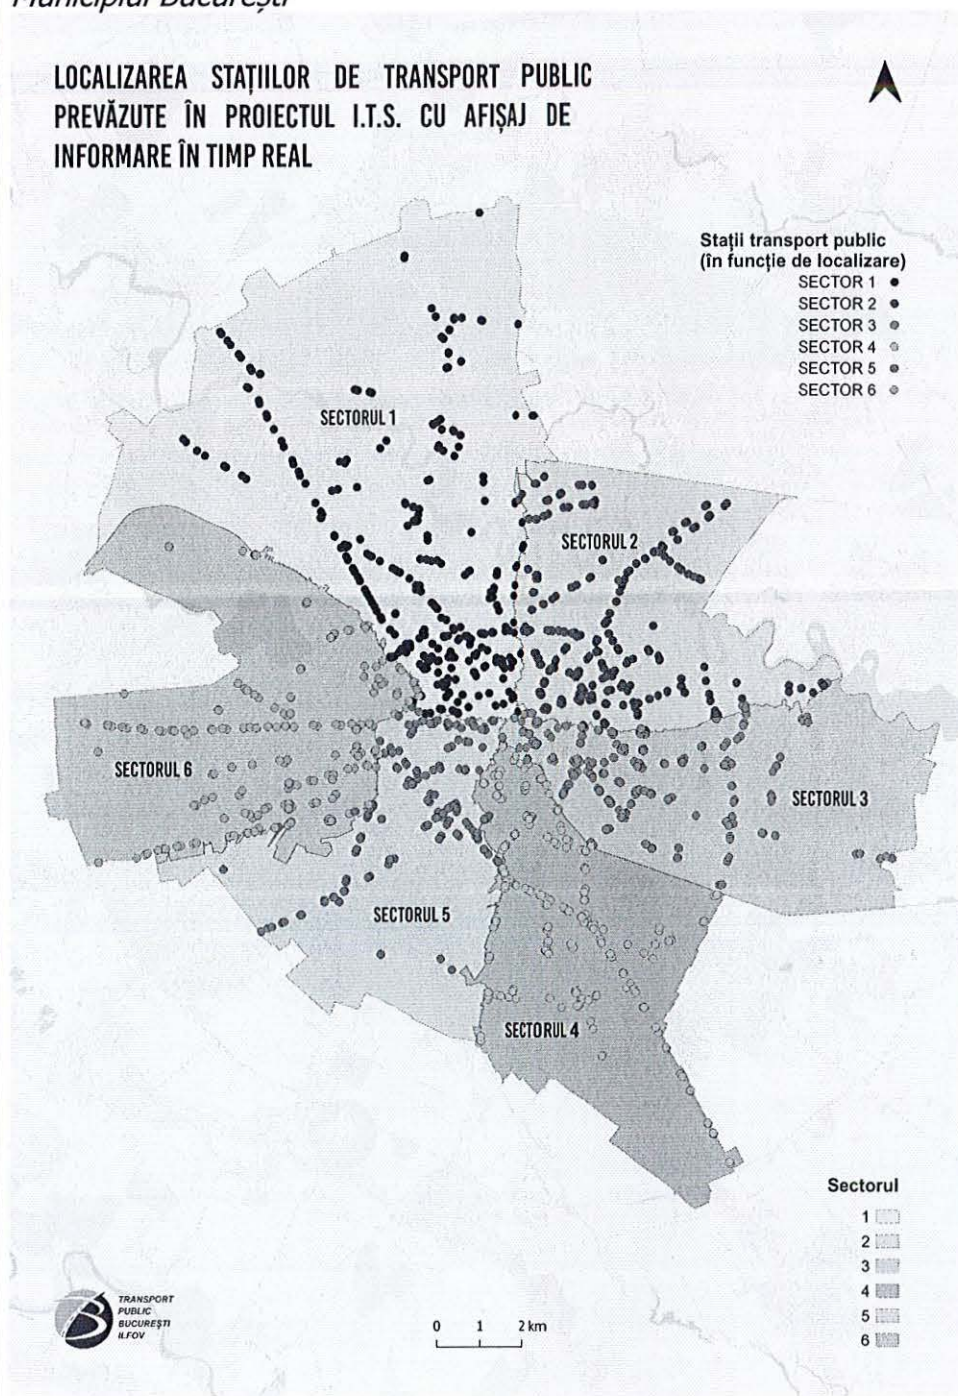 Municipiul București
LOCALIZAREA STAȚIILOR DE TRANSPORT PUBLIC
PREVĂZUTE ÎN PROIECTUL I.T.S. CU AFIȘAJ DE
INFORMARE ÎN TIMP REAL
Stații transport public
(în funcție de localizare)
SECTOR 1
SECTOR 2
SECTOR 3
SECTOR 4
SECTOR 5
SECTOR 6
SECTORUL 1
SECTORUL 2
SECTORUL 6
SECTORUL 3
SECTORUL 5
SECTORUL 4
Sectorul
1
2
3
4
5
6
TRANSPORT
PUBLIC
BUCUREȘTI
ILFOV
0 1 2 km